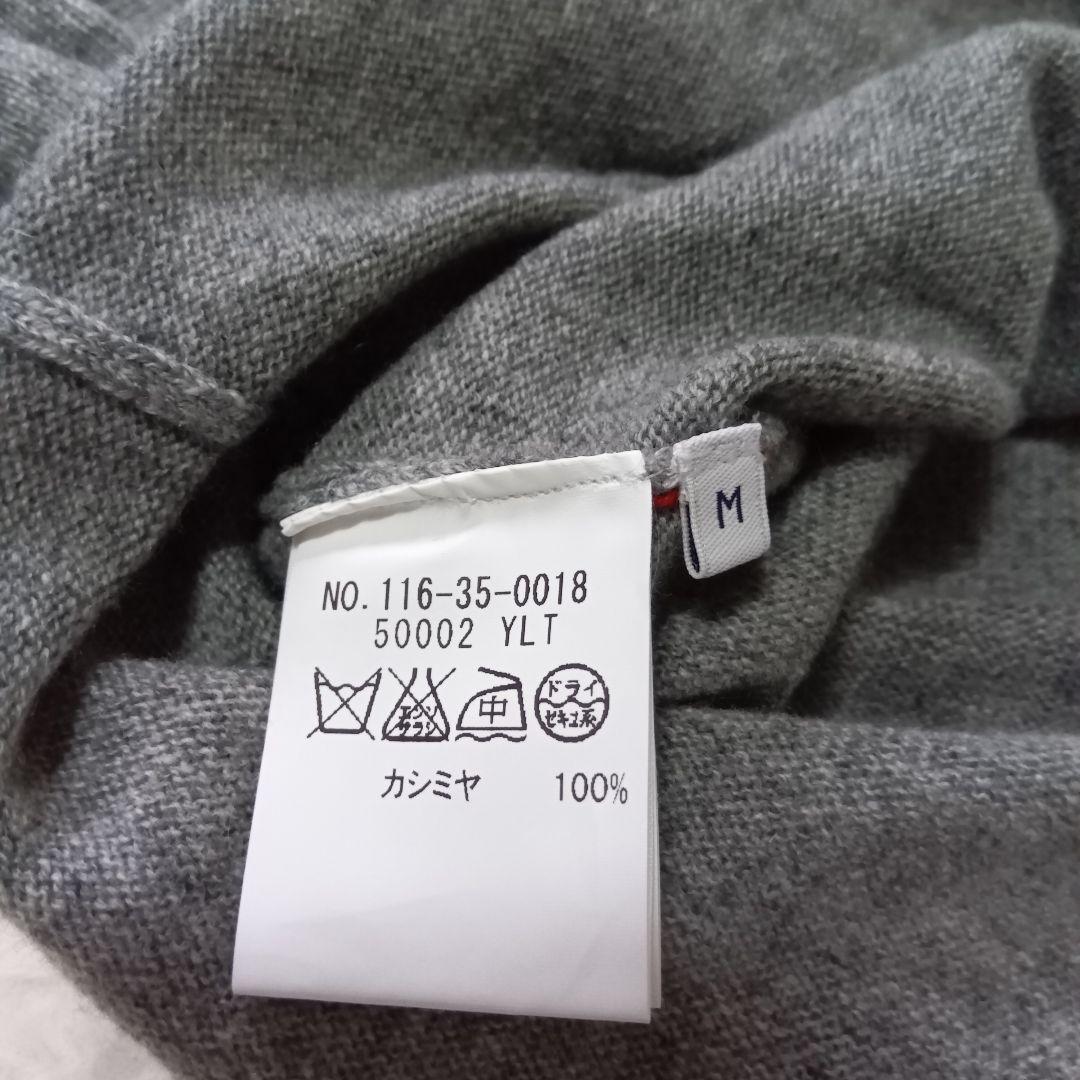 M
NO. 116-35-0018
50002 YLT
エンソ
サラシ
中
ドライ
セキユ系
カシミヤ 100%